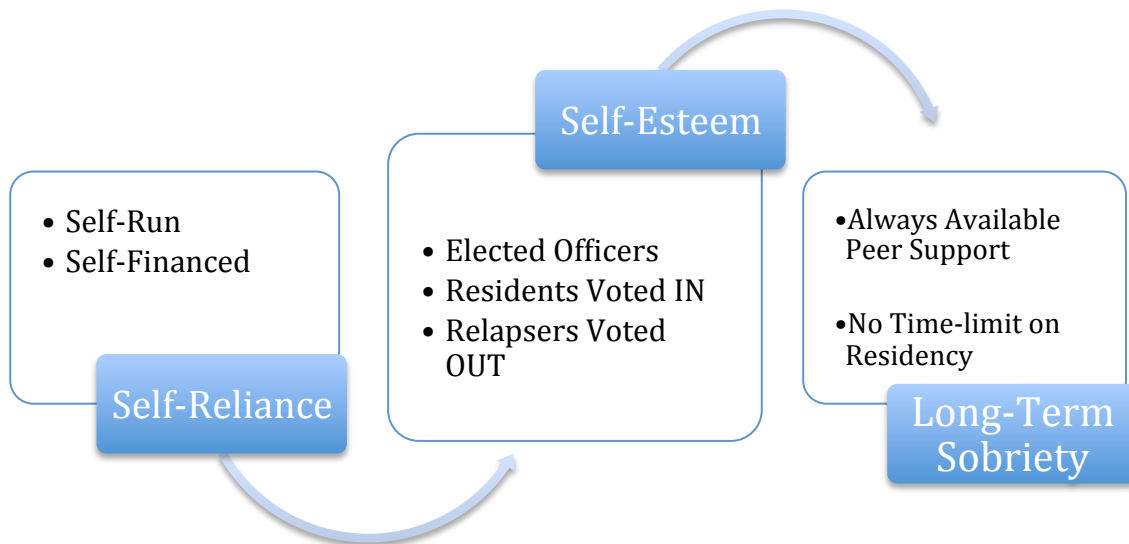 • Self-Run
• Self-Financed
Self-Reliance
Self-Esteem
• Elected Officers
• Residents Voted IN
• Relapsers Voted
OUT
•Always Available
Peer Support
•No Time-limit on
Residency
Long-Term
Sobriety